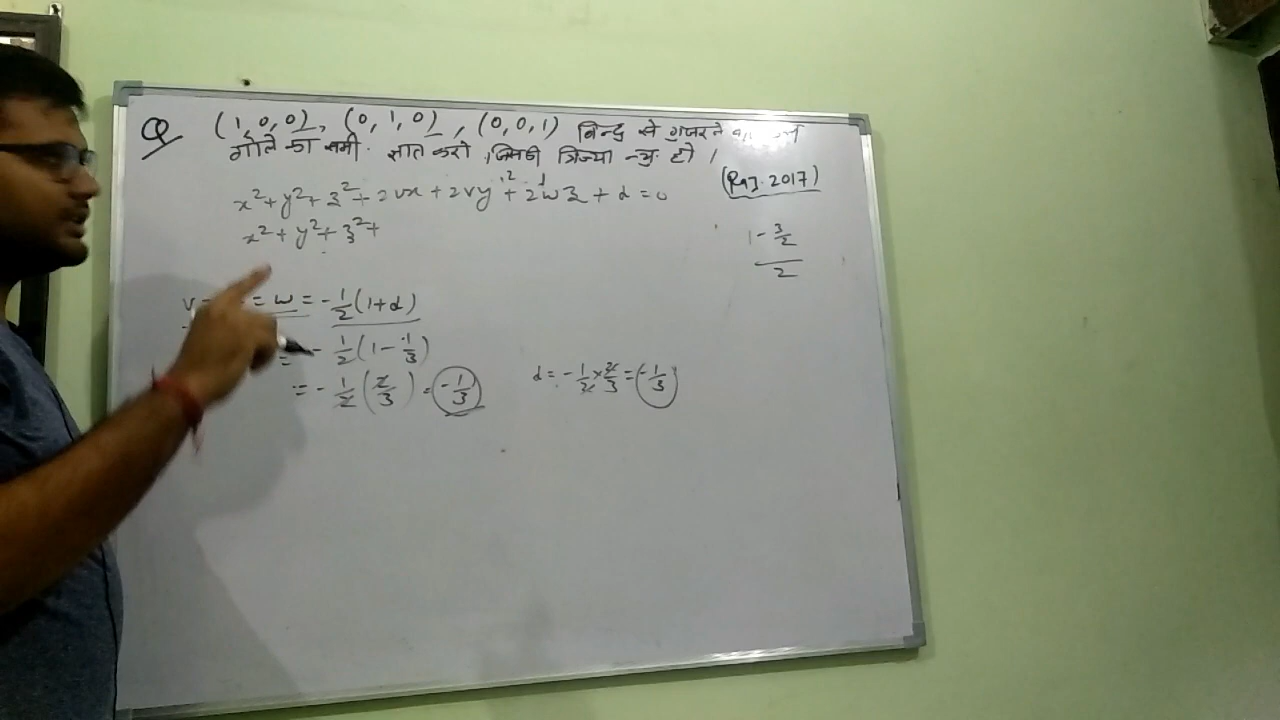 Q (1, 0, 0), (0, 1, 0), (0, 0, 1) बिन्दु से गुजरने
गोले का समी. ज्ञात करो, जिसकी त्रिज्या न्यू. हो।
(Raj. 2017)
x²+y²+z²+2ux+2vy+2wz+d=0
x²+y²+z²+
1-3/2
2
= w = -1/2(1+d)
= -1/2(1-1/3)
= -1/2(2/3) = -1/3
d = -1/2×2/3 = -1/3